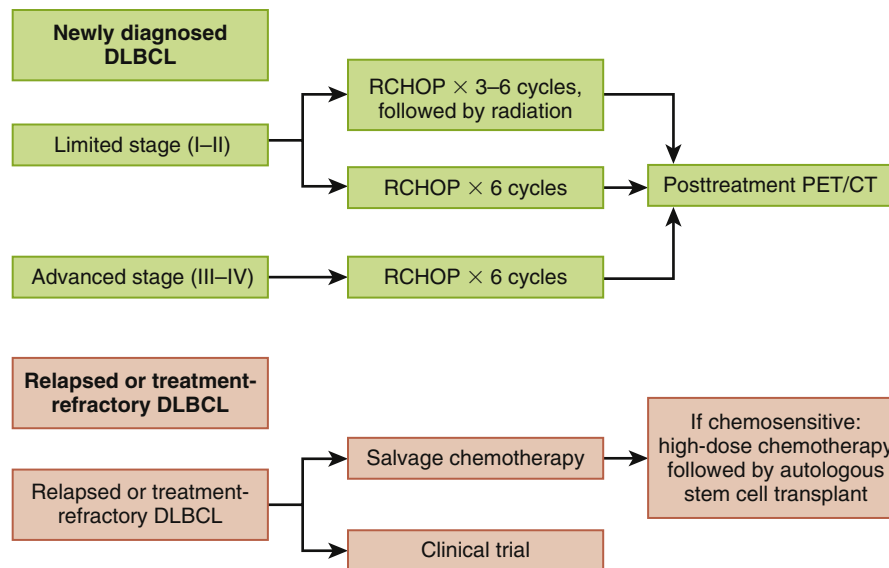 Newly diagnosed
DLBCL
Limited stage (I–II)
RCHOP × 3–6 cycles,
followed by radiation
RCHOP × 6 cycles
Posttreatment PET/CT
Advanced stage (III–IV)
RCHOP × 6 cycles
Relapsed or treatment-
refractory DLBCL
Relapsed or treatment-
refractory DLBCL
Salvage chemotherapy
Clinical trial
If chemosensitive:
high-dose chemotherapy
followed by autologous
stem cell transplant